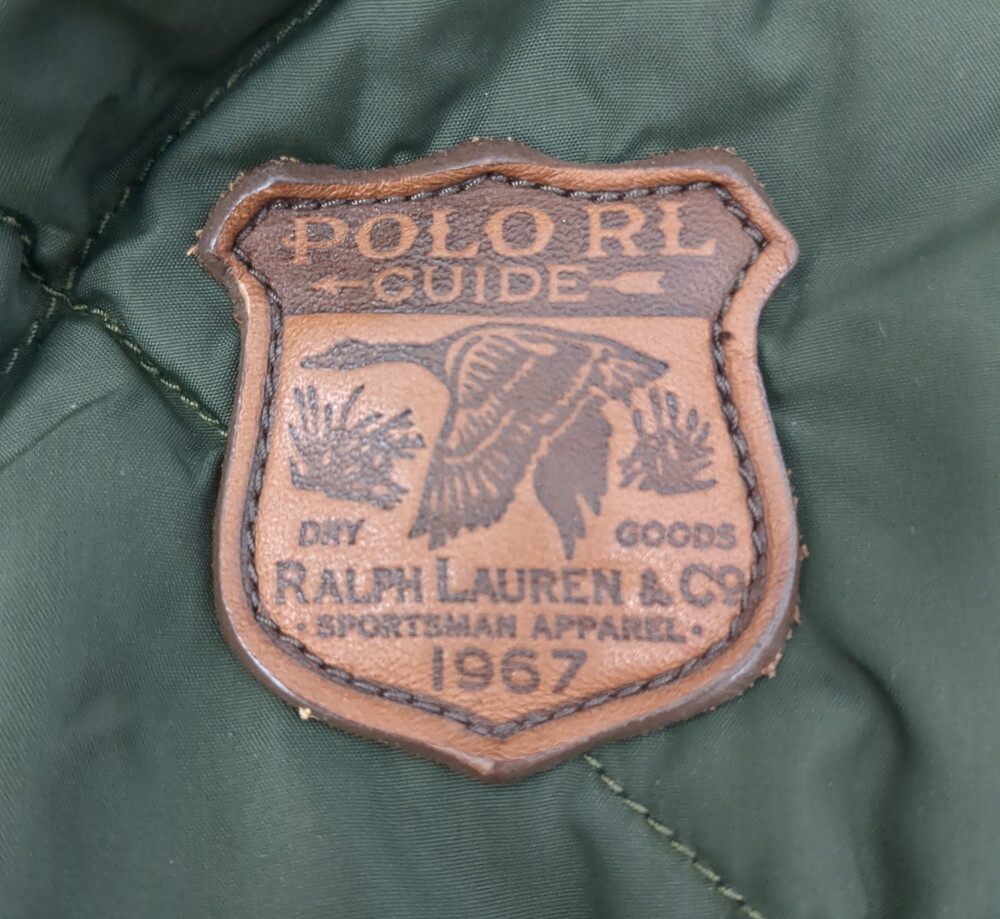 POLO RL
GUIDE
DRY GOODS
RALPH LAUREN & Co
• SPORTSMAN APPAREL •
1967